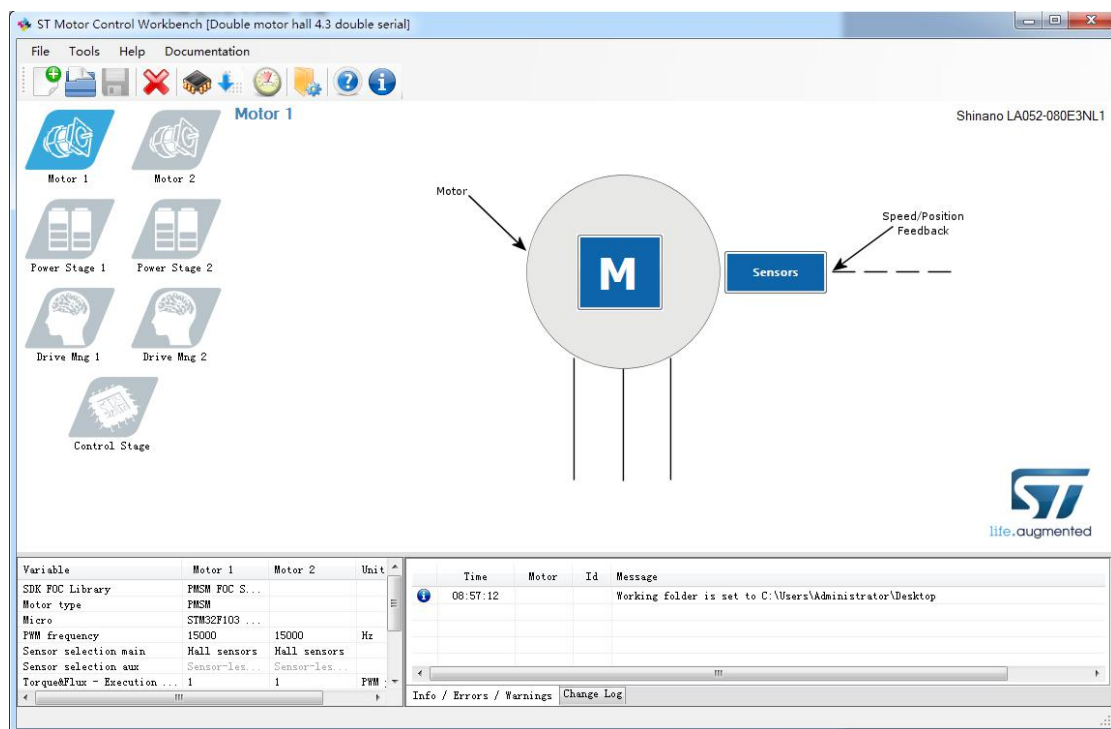 ST Motor Control Workbench [Double motor hall 4.3 double serial]
File Tools Help Documentation
Motor 1
Shinano LA052-080E3NL1
Motor 1 Motor 2
Power Stage 1 Power Stage 2
Drive Mng 1 Drive Mng 2
Control Stage
Motor
M
Sensors
Speed/Position
Feedback
ST
life.augmented
Variable Motor 1 Motor 2 Unit
SDK FOC Library PMSM FOC S...
Motor type PMSM
Micro STM32F103 ...
PWM frequency 15000 15000 Hz
Sensor selection main Hall sensors Hall sensors
Sensor selection aux Sensor-les... Sensor-les...
Torque&Flux - Execution ... 1 1 PWM
Time Motor Id Message
08:57:12 Working folder is set to C:\Users\Administrator\Desktop
Info / Errors / Warnings Change Log